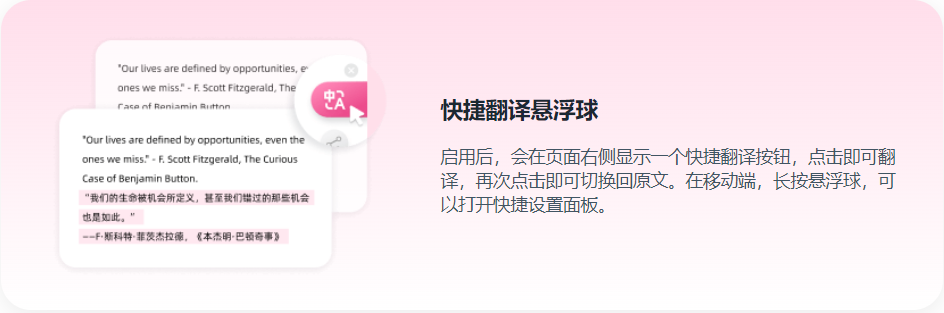 "Our lives are defined by opportunities, ev
ones we miss." - F. Scott Fitzgerald, The
Case of Benjamin Button.
"Our lives are defined by opportunities, even the
ones we miss." - F. Scott Fitzgerald, The Curious
Case of Benjamin Button.
“我们的生命被机会所定义，甚至我们错过的那些机会
也是如此。”
——F·斯科特·菲茨杰拉德，《本杰明·巴顿奇事》
中
A
快捷翻译悬浮球
启用后，会在页面右侧显示一个快捷翻译按钮，点击即可翻
译，再次点击即可切换回原文。在移动端，长按悬浮球，可
以打开快捷设置面板。